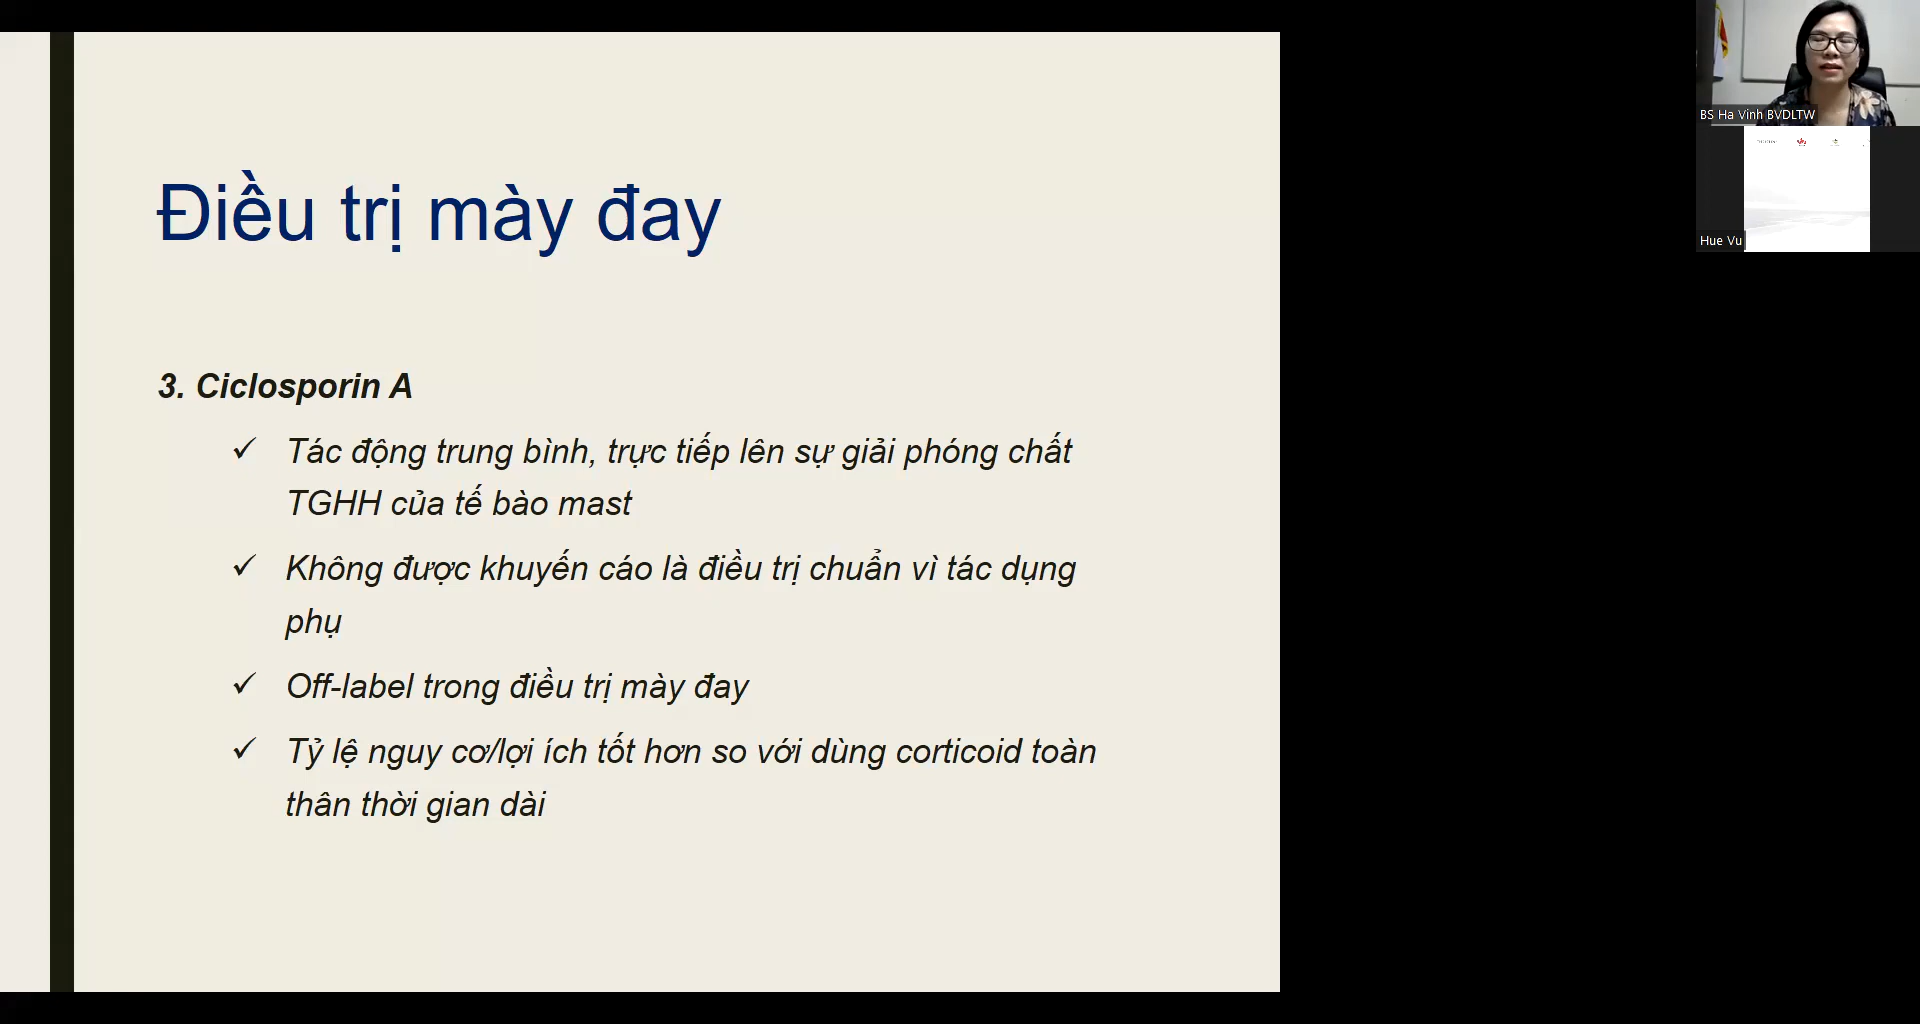 Điều trị mày đay
3. Ciclosporin A
✓ Tác động trung bình, trực tiếp lên sự giải phóng chất
TGHH của tế bào mast
✓ Không được khuyến cáo là điều trị chuẩn vì tác dụng
phụ
✓ Off-label trong điều trị mày đay
✓ Tỷ lệ nguy cơ/lợi ích tốt hơn so với dùng corticoid toàn
thân thời gian dài
BS Ha Vinh BVDLTW
Hue Vu